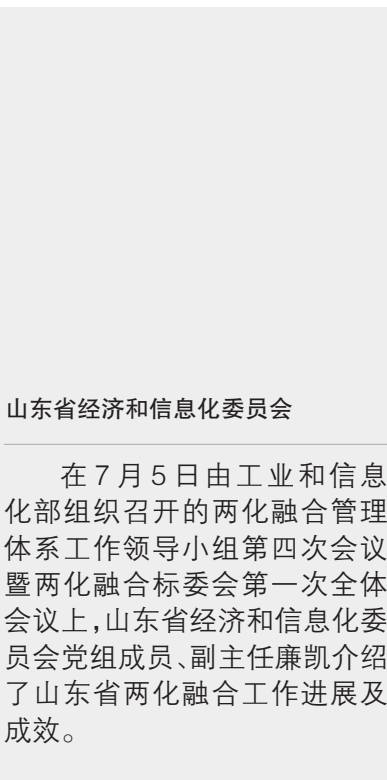 山东省经济和信息化委员会
在7月5日由工业和信息
化部组织召开的两化融合管理
体系工作领导小组第四次会议
暨两化融合标委会第一次全体
会议上,山东省经济和信息化委
员会党组成员、副主任廉凯介绍
了山东省两化融合工作进展及
成效。